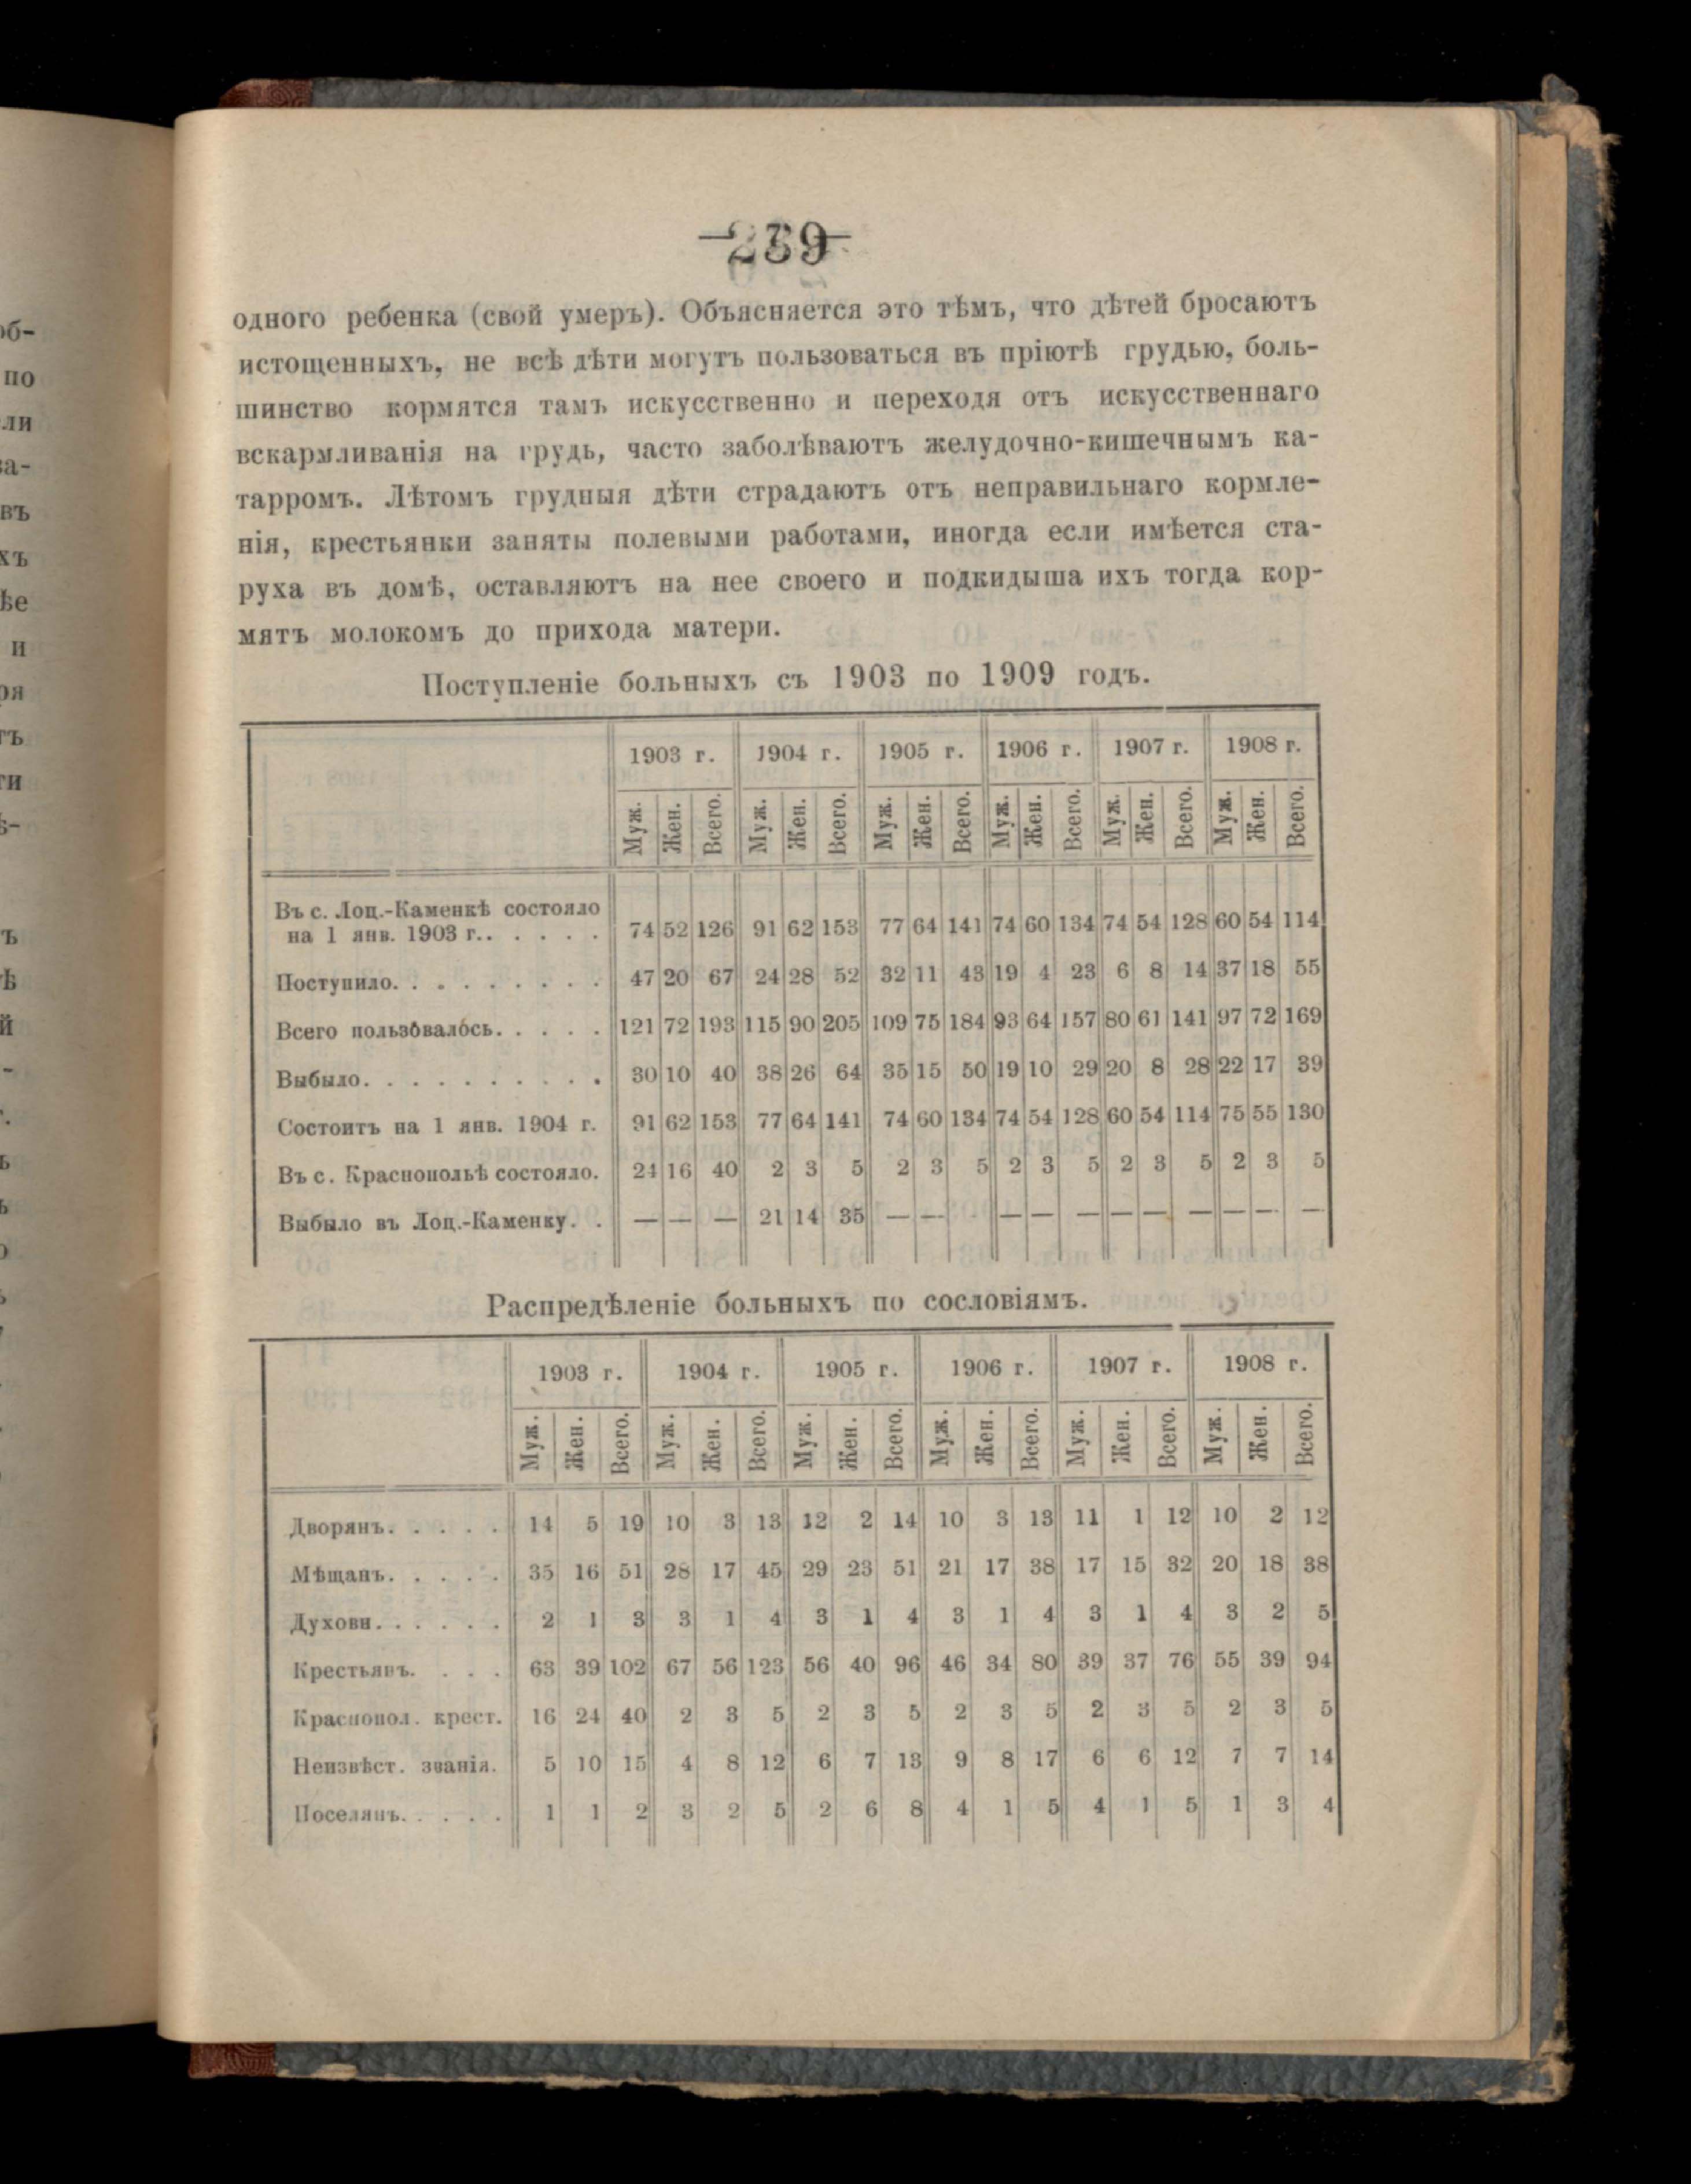 одного ребенка (свой умеръ). Объясняется это тѣмъ, что дѣтей бросаютъ
истощенныхъ, не всѣ дѣти могутъ пользоваться въ пріютѣ грудью, боль-
шинство кормятся тамъ искусственно и переходя отъ искусственнаго
вскармливанія на грудь, часто заболѣваютъ желудочно-кишечнымъ ка-
тарромъ. Лѣтомъ грудныя дѣти страдаютъ отъ неправильнаго кормле-
нія, крестьянки заняты полевыми работами, иногда если имѣется ста-
руха въ домѣ, оставляютъ на нее своего и подкидыша ихъ тогда кор-
мятъ молокомъ до прихода матери.
Поступленіе больныхъ съ 1903 по 1909 годъ.
1903 г. 1904 г. 1905 г. 1906 г. 1907 г. 1908 г.
Муж. Жен. Всего. Муж. Жен. Всего. Муж. Жен. Всего. Муж. Жен. Всего. Муж. Жен. Всего. Муж. Жен. Всего.
Въ с. Лоц.-Каменкѣ состояло
на 1 янв. 1903 г.. . . . . . 74 52 126 91 62 153 77 64 141 74 60 134 74 54 128 60 54 114
Поступило. . . . . . . . . . 47 20 67 24 28 52 32 11 43 19 4 23 6 8 14 37 18 55
Всего пользовалось. . . . . 121 72 193 115 90 205 109 75 184 93 64 157 80 61 141 97 72 169
Выбыло. . . . . . . . . . . 30 10 40 38 26 64 35 15 50 19 10 29 20 8 28 22 17 39
Состоитъ на 1 янв. 1904 г. 91 62 153 77 64 141 74 60 134 74 54 128 60 54 114 75 55 130
Въ с. Краснопольѣ состояло. 24 16 40 2 3 5 2 3 5 2 3 5 2 3 5 2 3 5
Выбыло въ Лоц.-Каменку. . — — — 21 14 35 — — — — — — — — — — —
Распредѣленіе больныхъ по сословіямъ.
1903 г. 1904 г. 1905 г. 1906 г. 1907 г. 1908 г.
Муж. Жен. Всего. Муж. Жен. Всего. Муж. Жен. Всего. Муж. Жен. Всего. Муж. Жен. Всего. Муж. Жен. Всего.
Дворянъ. . . . . 14 5 19 10 3 13 12 2 14 10 3 13 11 1 12 10 2 12
Мѣщанъ. . . . . 35 16 51 28 17 45 29 23 51 21 17 38 17 15 32 20 18 38
Духовн. . . . . . 2 1 3 3 1 4 3 1 4 3 1 4 3 1 4 3 2 5
Крестьянъ. . . . 63 39 102 67 56 123 56 40 96 46 34 80 39 37 76 55 39 94
Краснопол. крест. 16 24 40 2 3 5 2 3 5 2 3 5 2 3 5 2 3 5
Неизвѣст. званія. 5 10 15 4 8 12 6 7 13 9 8 17 6 6 12 7 7 14
Поселянъ. . . . . 1 1 2 3 2 5 2 6 8 4 1 5 4 1 5 1 3 4